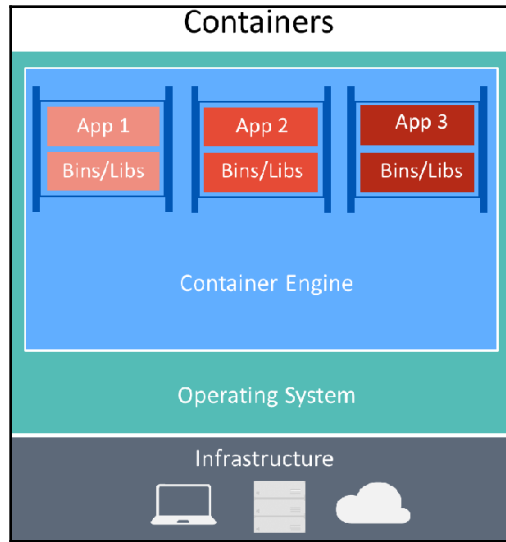 Containers
App 1
App 2
App 3
Bins/Libs
Bins/Libs
Bins/Libs
Container Engine
Operating System
Infrastructure